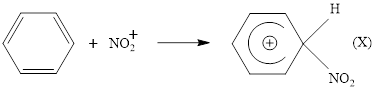 H
+ NO₂⁺ ⊕ (X)
NO₂